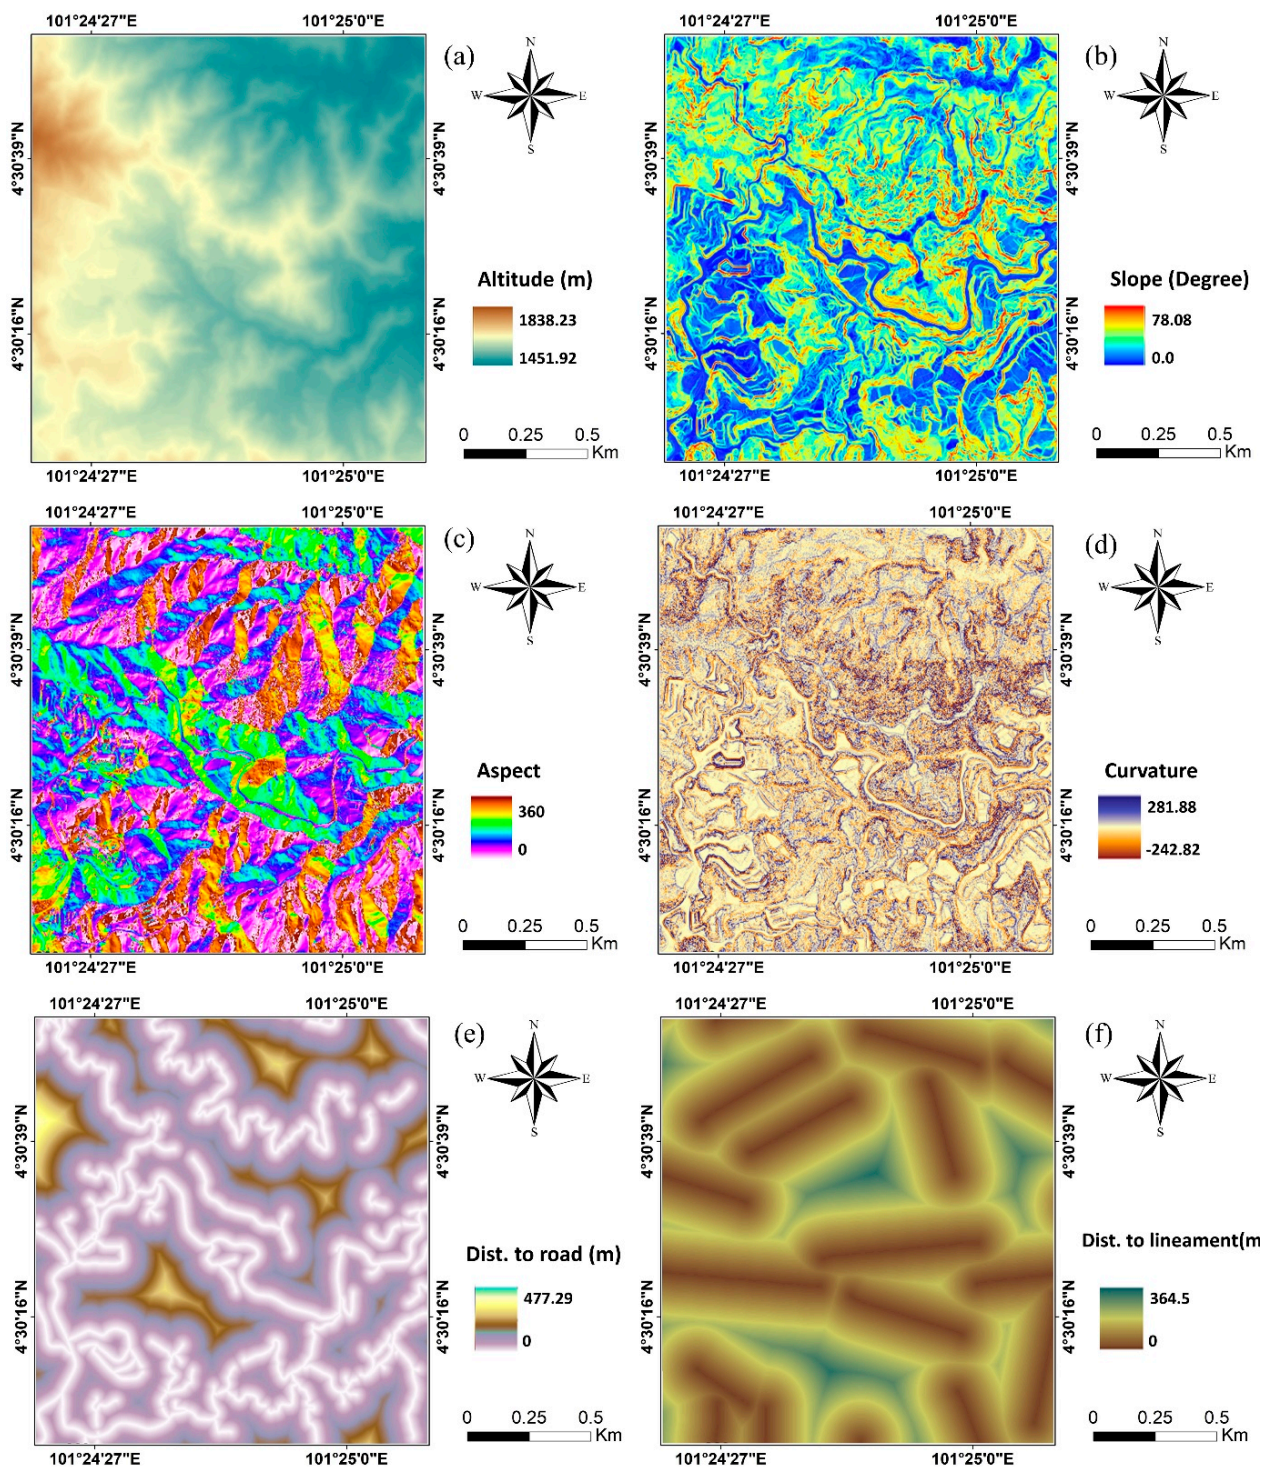 101°24'27"E 101°25'0"E
(a)
N
W E
S
4°30'39"N 4°30'39"N
Altitude (m)
1838.23
1451.92
4°30'16"N 4°30'16"N
0 0.25 0.5
Km
101°24'27"E 101°25'0"E
101°24'27"E 101°25'0"E
(b)
N
W E
S
4°30'39"N 4°30'39"N
Slope (Degree)
78.08
0.0
4°30'16"N 4°30'16"N
0 0.25 0.5
Km
101°24'27"E 101°25'0"E
101°24'27"E 101°25'0"E
(c)
N
W E
S
4°30'39"N 4°30'39"N
Aspect
360
0
4°30'16"N 4°30'16"N
0 0.25 0.5
Km
101°24'27"E 101°25'0"E
101°24'27"E 101°25'0"E
(d)
N
W E
S
4°30'39"N 4°30'39"N
Curvature
281.88
-242.82
4°30'16"N 4°30'16"N
0 0.25 0.5
Km
101°24'27"E 101°25'0"E
101°24'27"E 101°25'0"E
(e)
N
W E
S
4°30'39"N 4°30'39"N
Dist. to road (m)
477.29
0
4°30'16"N 4°30'16"N
0 0.25 0.5
Km
101°24'27"E 101°25'0"E
101°24'27"E 101°25'0"E
(f)
N
W E
S
4°30'39"N 4°30'39"N
Dist. to lineament(m
364.5
0
4°30'16"N 4°30'16"N
0 0.25 0.5
Km
101°24'27"E 101°25'0"E